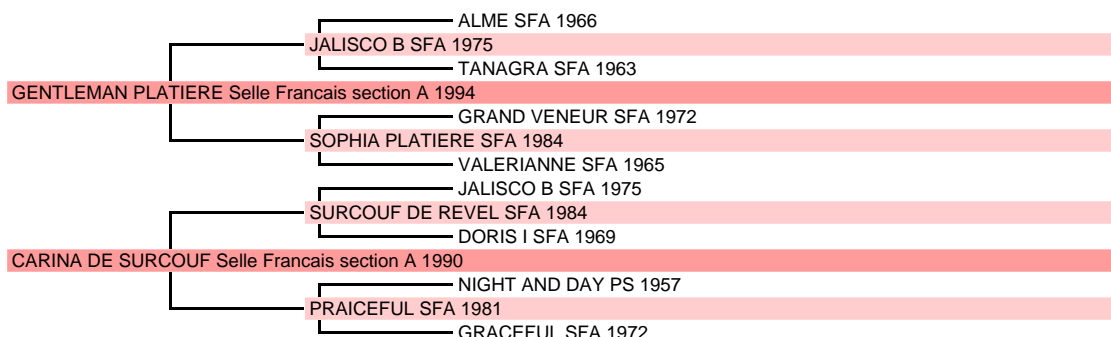 ALME SFA 1966
JALISCO B SFA 1975
TANAGRA SFA 1963
GENTLEMAN PLATIERE Selle Francais section A 1994
GRAND VENEUR SFA 1972
SOPHIA PLATIERE SFA 1984
VALERIANNE SFA 1965
JALISCO B SFA 1975
SURCOUF DE REVEL SFA 1984
DORIS I SFA 1969
CARINA DE SURCOUF Selle Francais section A 1990
NIGHT AND DAY PS 1957
PRAICEFUL SFA 1981
GRACEFUL SFA 1972